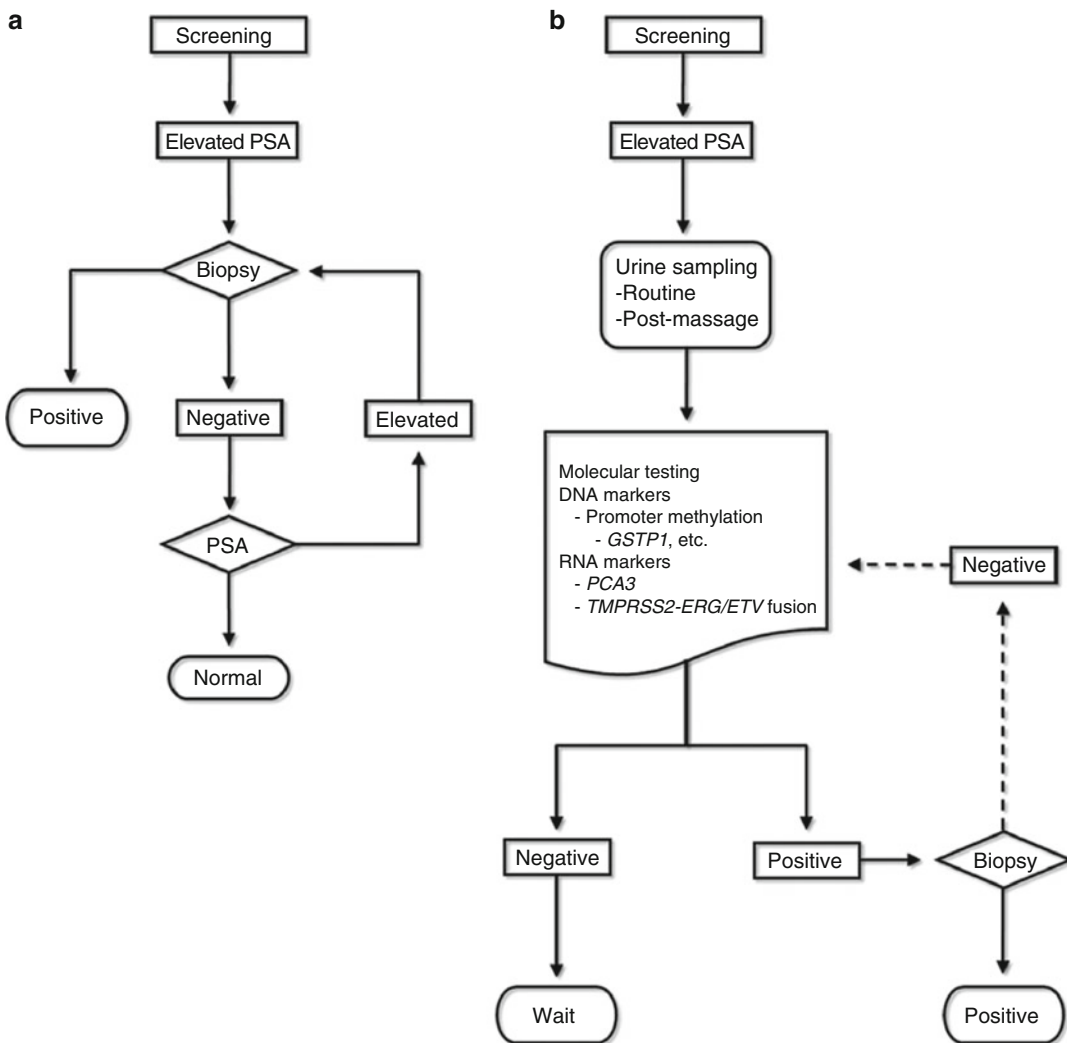 a
Screening
Elevated PSA
Biopsy
Positive
Negative
Elevated
PSA
Normal
b
Screening
Elevated PSA
Urine sampling
-Routine
-Post-massage
Molecular testing
DNA markers
- Promoter methylation
- GSTP1, etc.
RNA markers
- PCA3
- TMPRSS2-ERG/ETV fusion
Negative
Negative
Positive
Biopsy
Wait
Positive